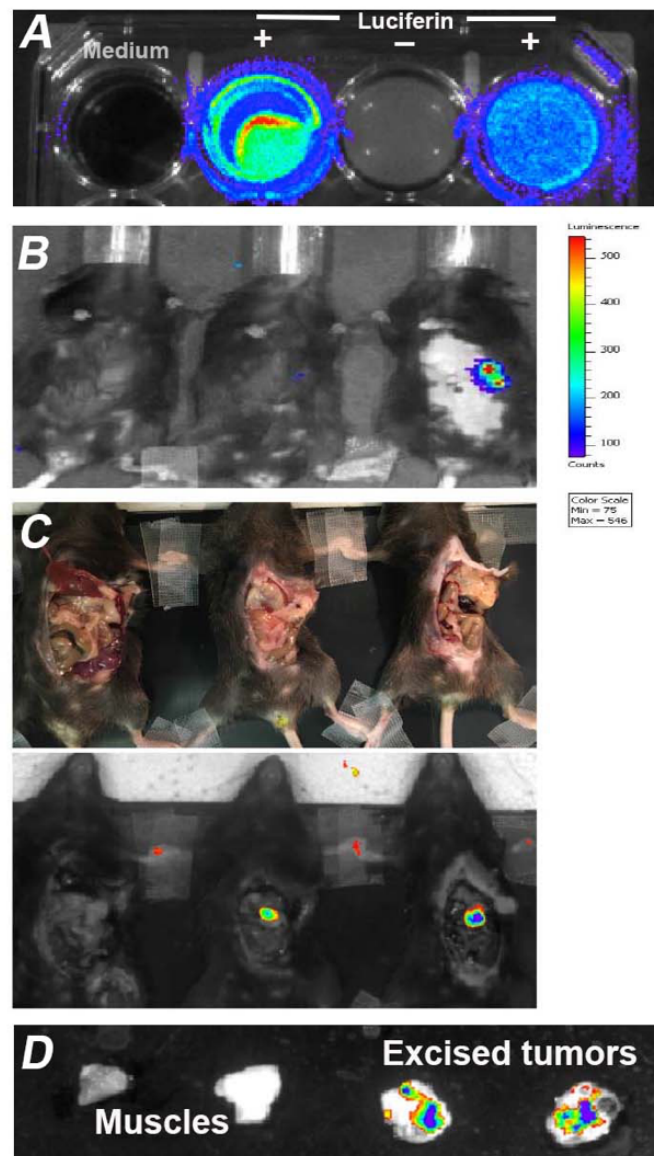 A
Luciferin
Medium
+
−
+
B
Luminescence
500
400
300
200
100
Counts
Color Scale
Min = 75
Max = 546
C
D
Excised tumors
Muscles